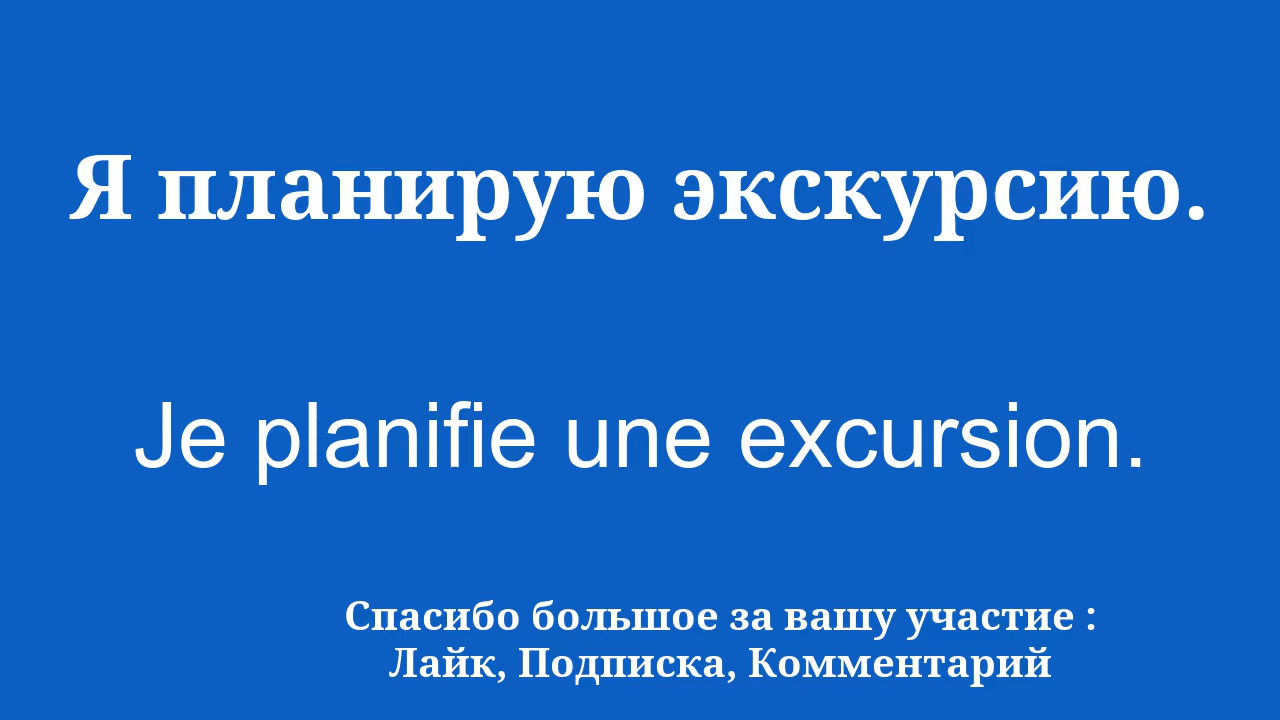 Я планирую экскурсию.
Je planifie une excursion.
Спасибо большое за вашу участие :
Лайк, Подписка, Комментарий